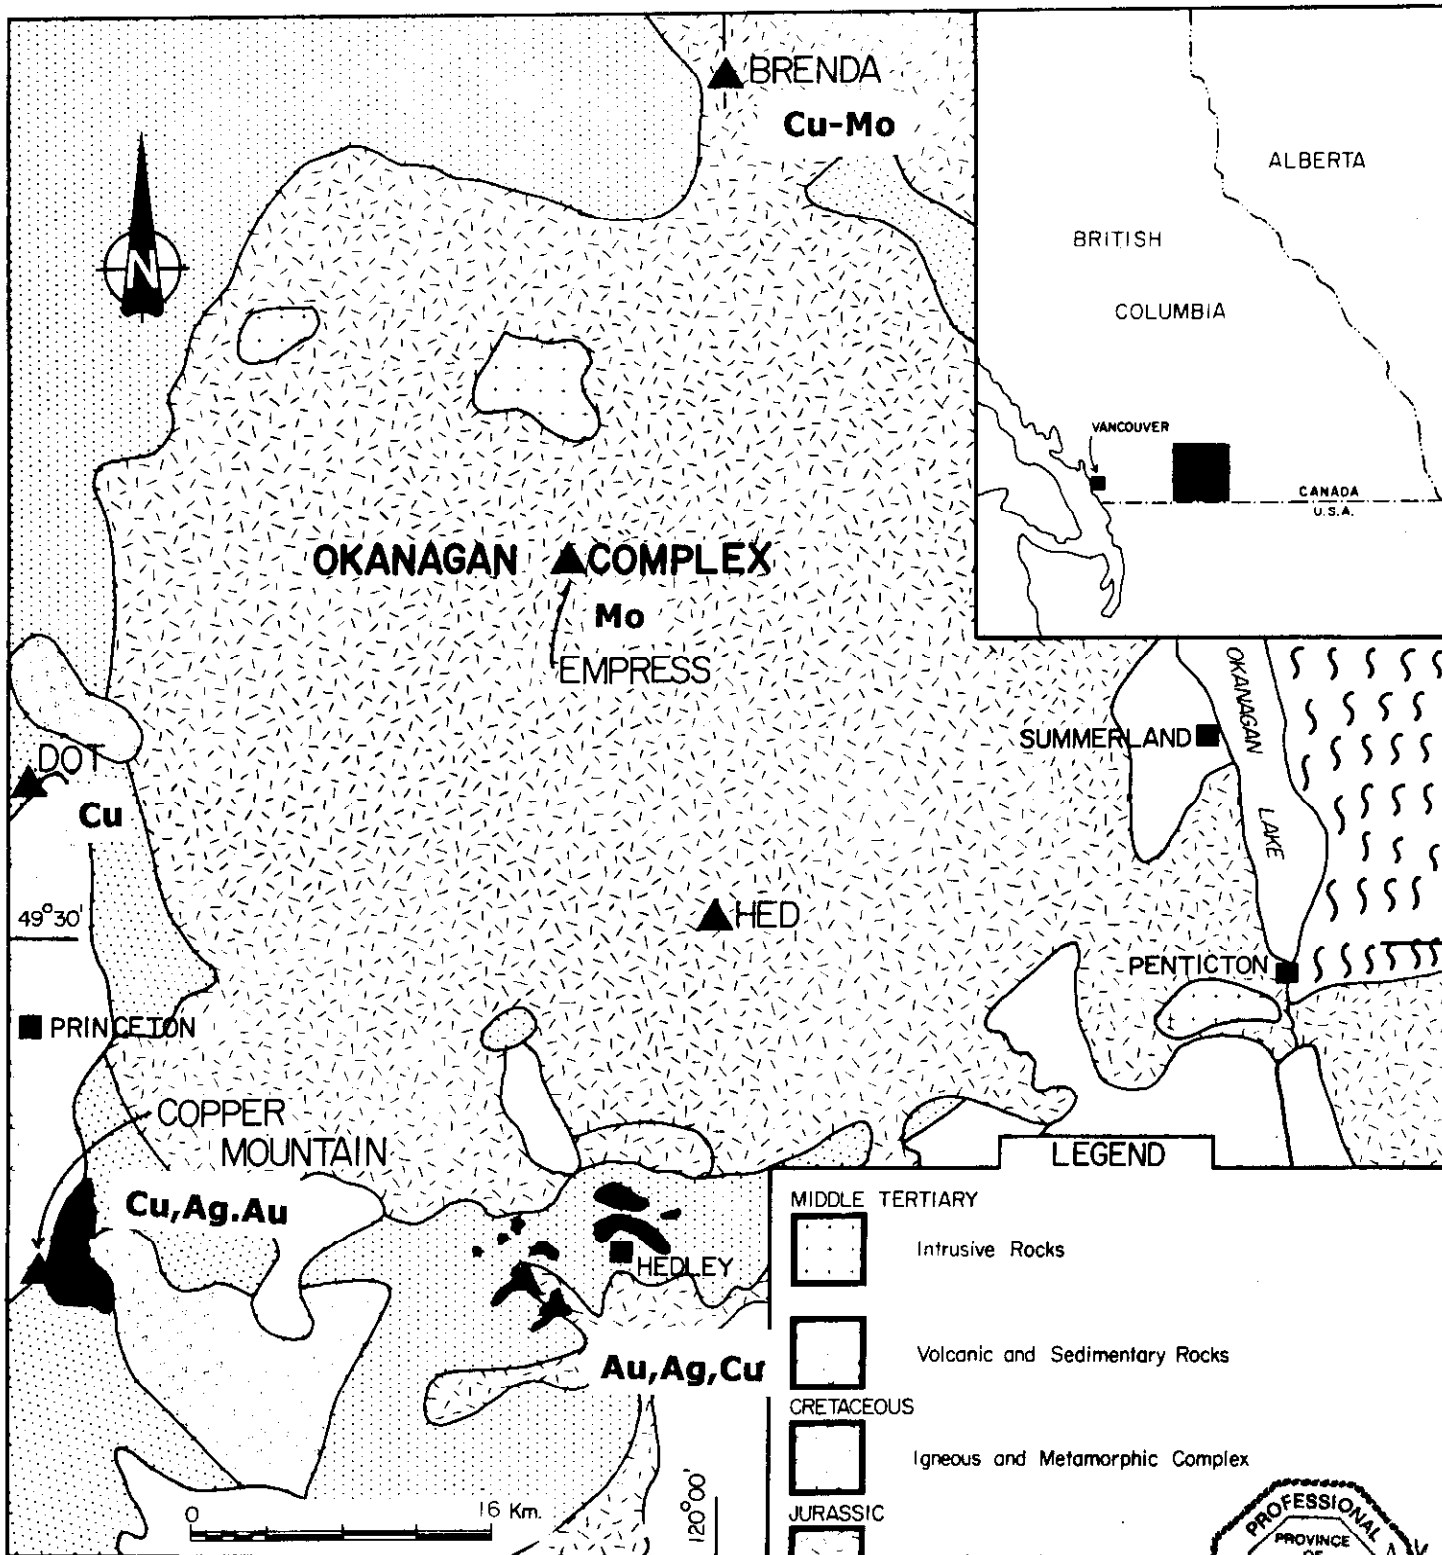 BRENDA
Cu-Mo
N
ALBERTA
BRITISH
COLUMBIA
VANCOUVER
CANADA
U.S.A.
OKANAGAN COMPLEX
Mo
EMPRESS
OKANAGAN
LAKE
SUMMERLAND
DOT
Cu
HED
49°30'
PENTICTON
PRINCETON
COPPER
MOUNTAIN
Cu,Ag.Au
HEDLEY
Au,Ag,Cu
0 16 Km.
120°00'
LEGEND
MIDDLE TERTIARY
Intrusive Rocks
Volcanic and Sedimentary Rocks
CRETACEOUS
Igneous and Metamorphic Complex
JURASSIC
PROFESSIONAL
PROVINCE
OF